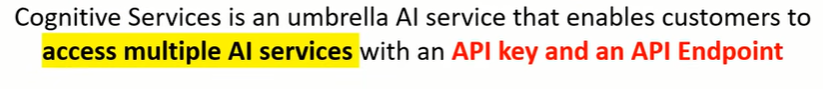 Cognitive Services is an umbrella AI service that enables customers to
access multiple AI services with an API key and an API Endpoint